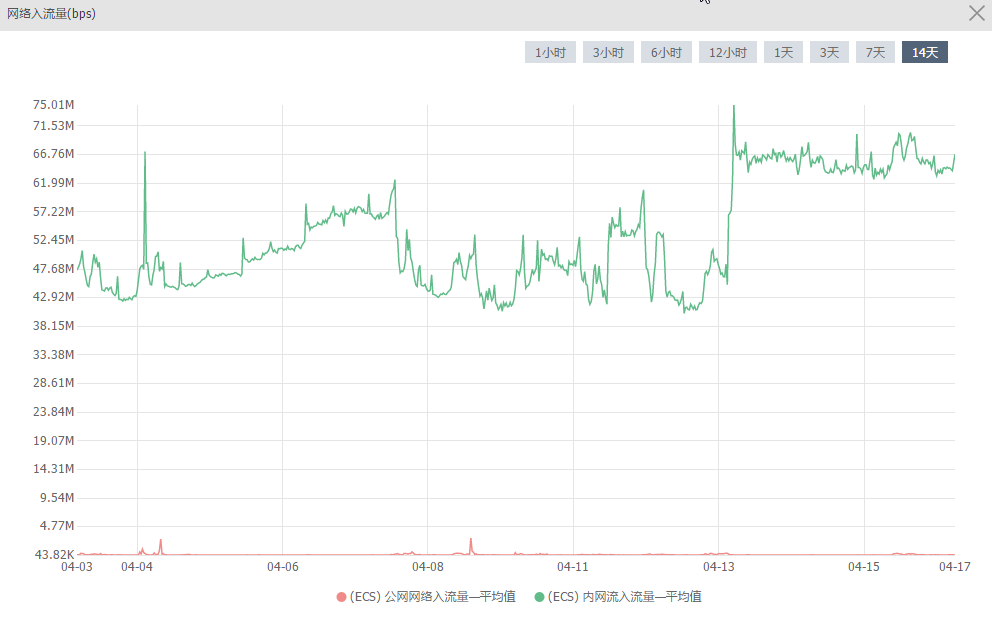 网络入流量(bps)
1小时 3小时 6小时 12小时 1天 3天 7天 14天
75.01M
71.53M
66.76M
61.99M
57.22M
52.45M
47.68M
42.92M
38.15M
33.38M
28.61M
23.84M
19.07M
14.31M
9.54M
4.77M
43.82K
04-03 04-04 04-06 04-08 04-11 04-13 04-15 04-17
(ECS) 公网网络入流量—平均值 (ECS) 内网流入流量—平均值